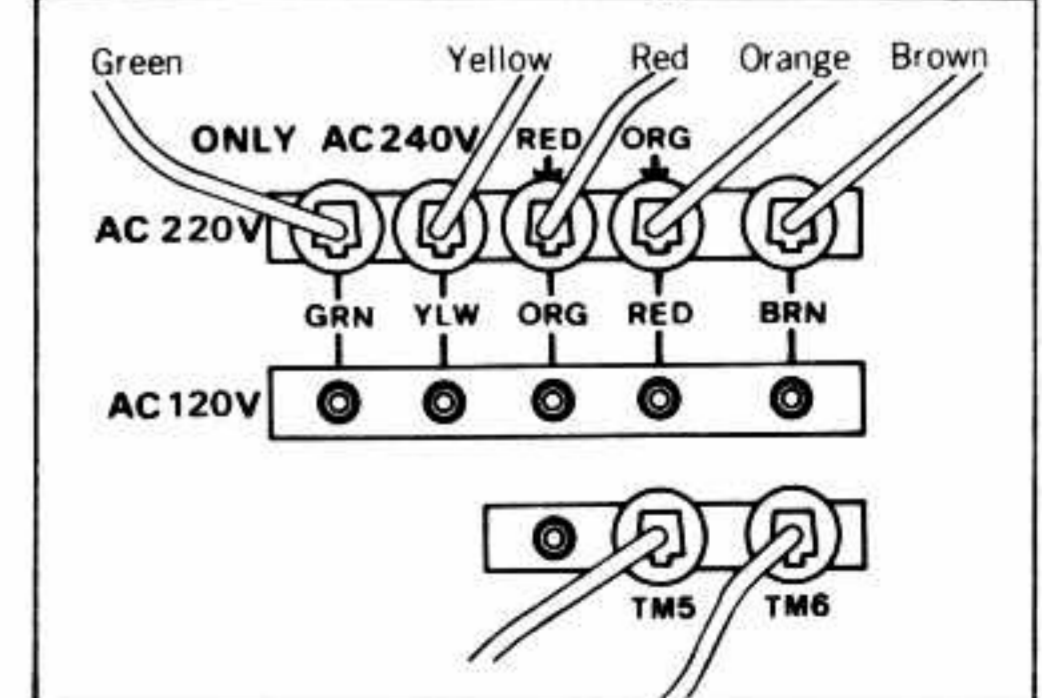 Green Yellow Red Orange Brown
ONLY AC240V RED ORG
AC 220V
GRN YLW ORG RED BRN
AC120V
TM5 TM6